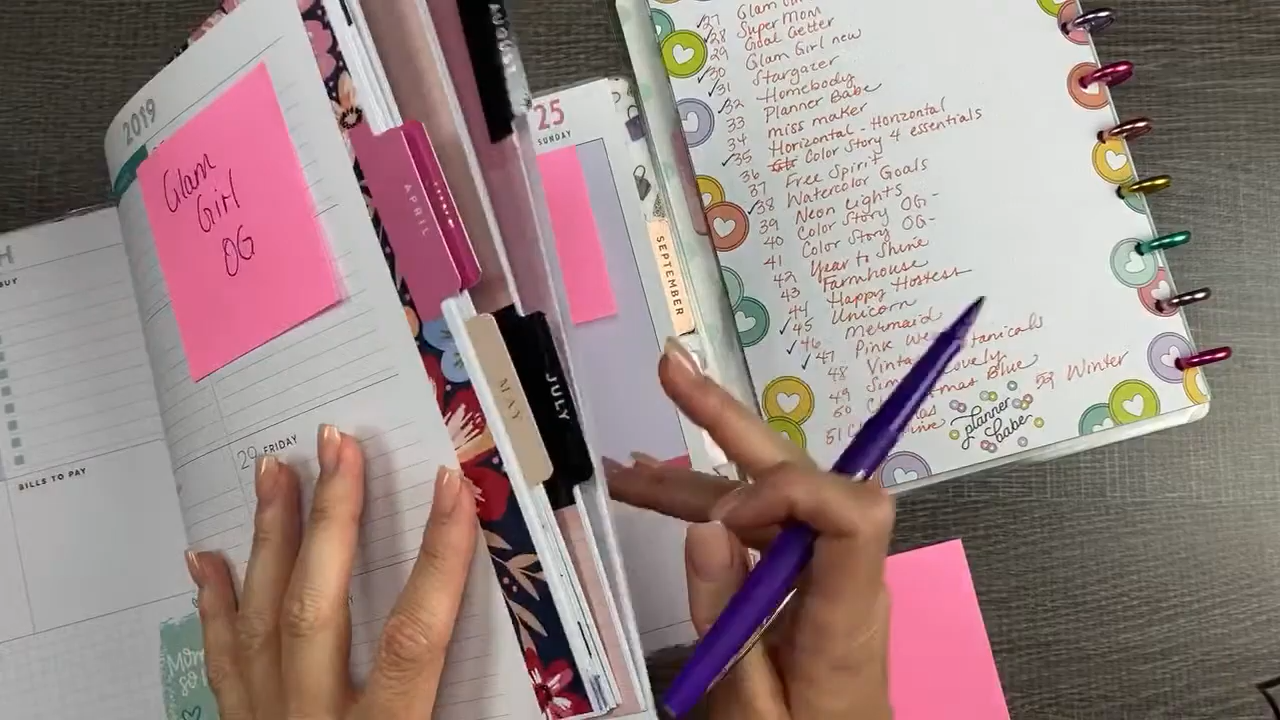 2019
Glam
Girl
OG
BUY
29 FRIDAY
BILLS TO PAY
APRIL
MAY
JULY
AUGUST
25
SUNDAY
SEPTEMBER
27 Glam
28 Super Mom
29 Goal Getter
30 Glam Girl new
31 Stargazer
32 Homebody
33 Planner Babe
34 miss maker
35 Horizontal - Horizontal
36 Color Story 4 essentials
37 Free Spirit
38 Watercolor Goals
39 Neon Lights
40 Color Story OG-
41 Color Story OG-
42 Year to Shine
43 Farmhouse
44 Happy Hostess
45 Unicorn
46 Mermaid
47 Pink
48
49
50
51
52 Winter
planner
babe